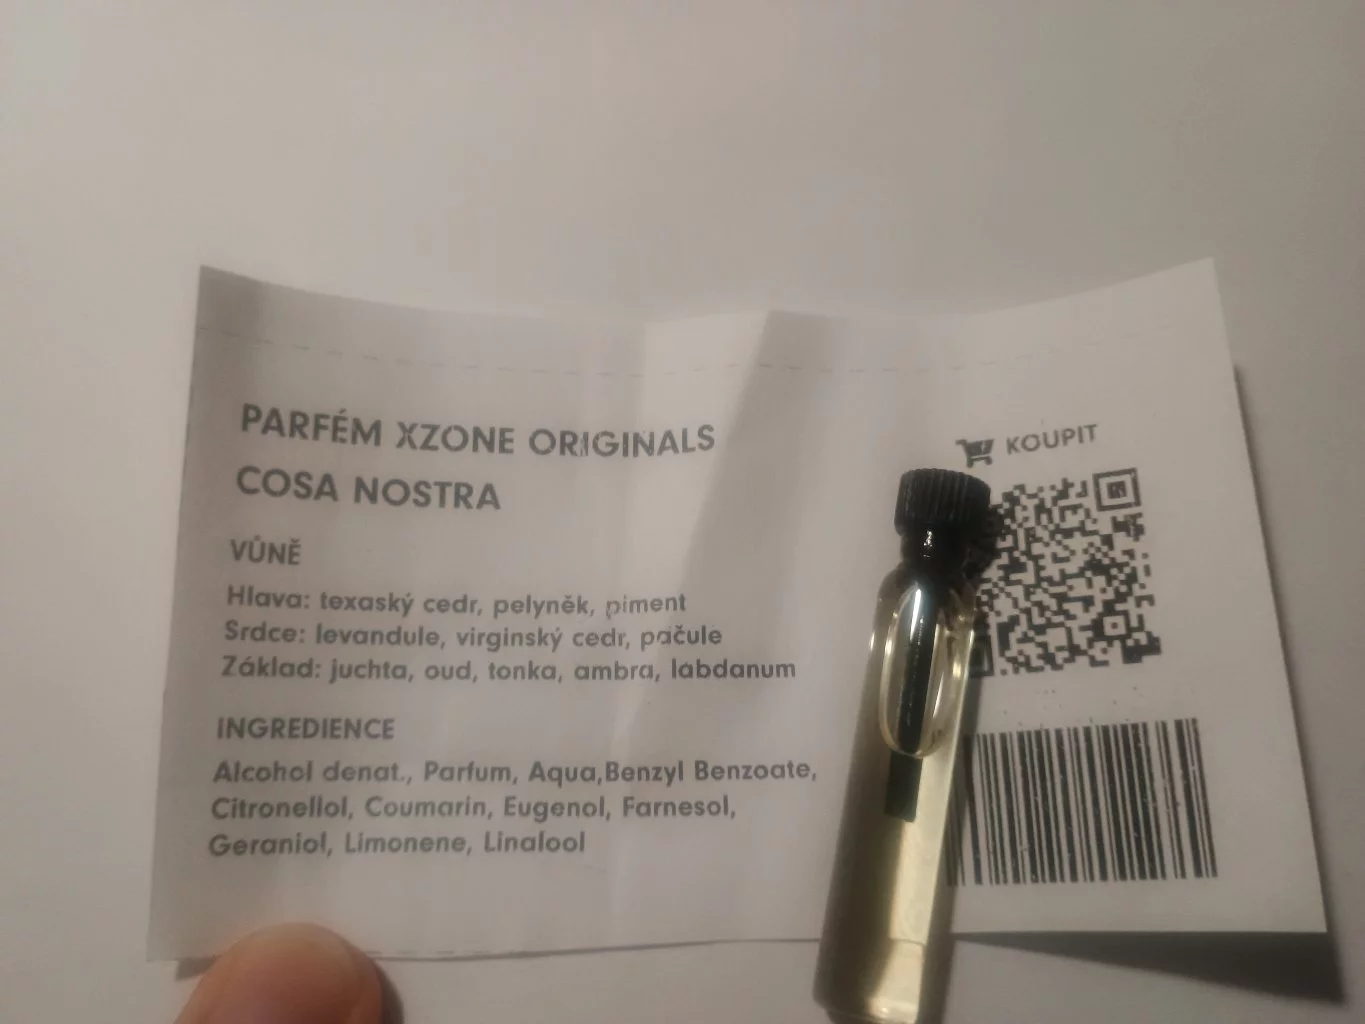 PARFÉM XZONE ORIGINALS
COSA NOSTRA
VŮNĚ
Hlava: texaský cedr, pelyněk, piment
Srdce: levandule, virginský cedr, pačule
Základ: juchta, oud, tonka, ambra, labdanum
INGREDIENCE
Alcohol denat., Parfum, Aqua,Benzyl Benzoate,
Citronellol, Coumarin, Eugenol, Farnesol,
Geraniol, Limonene, Linalool
KOUPIT